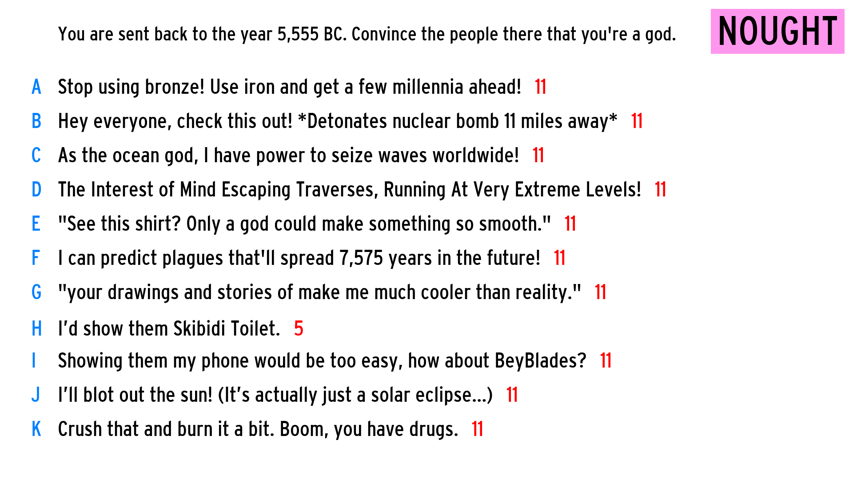 You are sent back to the year 5,555 BC. Convince the people there that you're a god.
NOUGHT
A Stop using bronze! Use iron and get a few millennia ahead! 11
B Hey everyone, check this out! *Detonates nuclear bomb 11 miles away* 11
C As the ocean god, I have power to seize waves worldwide! 11
D The Interest of Mind Escaping Traverses, Running At Very Extreme Levels! 11
E "See this shirt? Only a god could make something so smooth." 11
F I can predict plagues that'll spread 7,575 years in the future! 11
G "your drawings and stories of make me much cooler than reality." 11
H I’d show them Skibidi Toilet. 5
I Showing them my phone would be too easy, how about BeyBlades? 11
J I’ll blot out the sun! (It’s actually just a solar eclipse...) 11
K Crush that and burn it a bit. Boom, you have drugs. 11